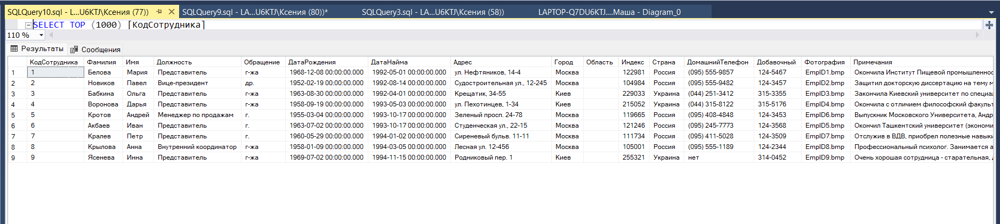 SQLQuery10.sql - L...U6KTJ\Ксения (77)) SQLQuery9.sql - LA...U6KTJ\Ксения (80))* SQLQuery3.sql - LA...U6KTJ\Ксения (58)) LAPTOP-Q7DU6KTJ....Маша - Diagram_0
SELECT TOP (1000) [КодСотрудника]
110 %
Результаты Сообщения
КодСотрудника Фамилия Имя Должность Обращение ДатаРождения ДатаНайма Адрес Город Область Индекс Страна ДомашнийТелефон Добавочный Фотография Примечания
1 1 Белова Мария Представитель г-жа 1968-12-08 00:00:00.000 1992-05-01 00:00:00.000 ул. Нефтяников, 14-4 Москва 122981 Россия (095) 555-9857 124-5467 EmpID1.bmp Окончила Институт Пищевой промышленнос
2 2 Новиков Павел Вице-президент др. 1952-02-19 00:00:00.000 1992-08-14 00:00:00.000 Судостроительная ул., 12-245 Москва 104984 Россия (095) 555-9482 124-3457 EmpID2.bmp Защитил докторскую диссертацию на тему м
3 3 Бабкина Ольга Представитель г-жа 1963-08-30 00:00:00.000 1992-04-01 00:00:00.000 Крещатик, 34-55 Киев 229033 Украина (044) 251-3412 315-3355 EmpID3.bmp Закончила Киевский университет по специал
4 4 Воронова Дарья Представитель г-жа 1958-09-19 00:00:00.000 1993-05-03 00:00:00.000 ул. Пехотинцев, 1-34 Киев 215052 Украина (044) 315-8122 315-5176 EmpID4.bmp Окончила с отличием философский факульт
5 5 Кротов Андрей Менеджер по продажам г. 1955-03-04 00:00:00.000 1993-10-17 00:00:00.000 Зеленый просп. 24-78 Москва 119665 Россия (095) 408-4848 124-3453 EmpID6.bmp Выпускник Московского Университета, Андр
6 6 Акбаев Иван Представитель г. 1963-07-02 00:00:00.000 1993-10-17 00:00:00.000 Студенческая ул., 22-15 Москва 121246 Россия (095) 245-7773 124-3568 EmpID5.bmp Окончил Ташкентский университет (экономи
7 7 Кралев Петр Представитель г. 1960-05-29 00:00:00.000 1994-01-02 00:00:00.000 Сиреневый бульв. 11-11 Москва 111734 Россия (095) 411-5028 124-3509 EmpID7.bmp Отслужив в ВДВ, приобрел полезные навыки
8 8 Крылова Анна Внутренний координатор г-жа 1958-01-09 00:00:00.000 1994-03-05 00:00:00.000 Лесная ул. 12-456 Москва 105001 Россия (095) 555-1189 124-2344 EmpID8.bmp Профессиональный психолог. Занимается а
9 9 Ясенева Инна Представитель г-жа 1969-07-02 00:00:00.000 1994-11-15 00:00:00.000 Родниковый пер. 1 Киев 255321 Украина нет 314-0452 EmpID9.bmp Очень хорошая сотрудница - старательная, д